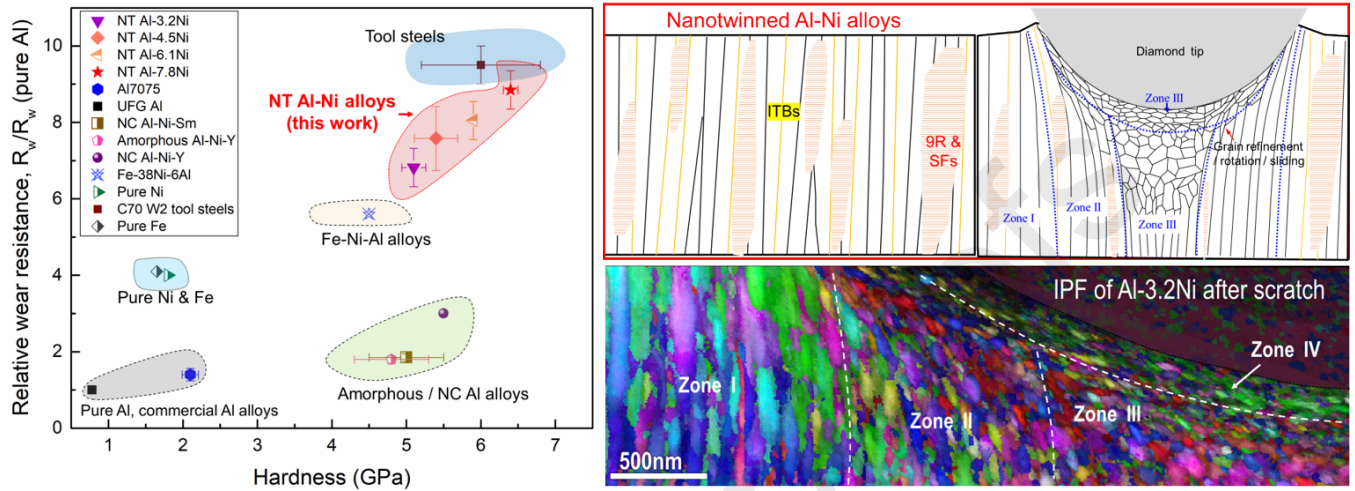 Relative wear resistance, R_w/R_w (pure Al)
10
8
6
4
2
0
0
1
2
3
4
5
6
7
Hardness (GPa)
NT Al-3.2Ni
NT Al-4.5Ni
NT Al-6.1Ni
NT Al-7.8Ni
Al7075
UFG Al
NC Al-Ni-Sm
Amorphous Al-Ni-Y
NC Al-Ni-Y
Fe-38Ni-6Al
Pure Ni
C70 W2 tool steels
Pure Fe
Tool steels
NT Al-Ni alloys
(this work)
Fe-Ni-Al alloys
Pure Ni & Fe
Amorphous / NC Al alloys
Pure Al, commercial Al alloys
Nanotwinned Al-Ni alloys
ITBs
9R &
SFs
Diamond tip
Zone III
Grain refinement
/ rotation / sliding
Zone I
Zone II
Zone III
IPF of Al-3.2Ni after scratch
Zone IV
Zone I
Zone II
Zone III
500nm